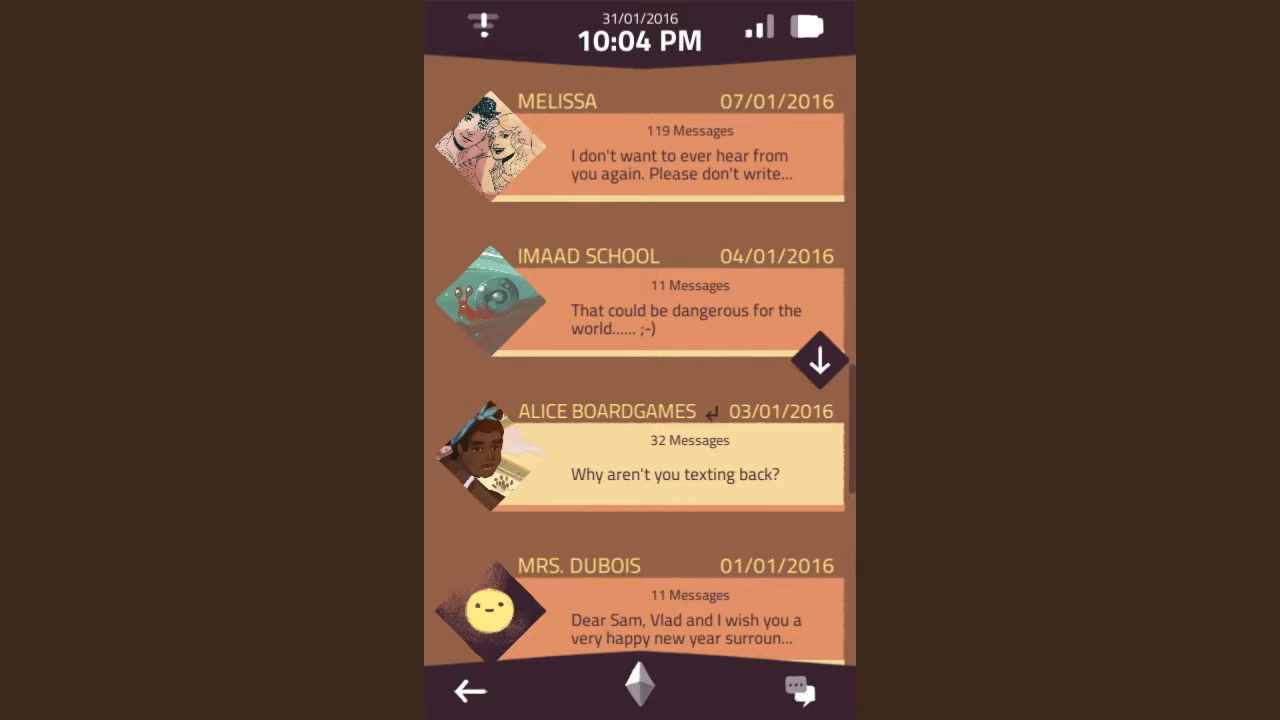 31/01/2016
10:04 PM
MELISSA 07/01/2016
119 Messages
I don't want to ever hear from
you again. Please don't write...
IMAAD SCHOOL 04/01/2016
11 Messages
That could be dangerous for the
world...... ;-)
ALICE BOARDGAMES 03/01/2016
32 Messages
Why aren't you texting back?
MRS. DUBOIS 01/01/2016
11 Messages
Dear Sam, Vlad and I wish you a
very happy new year surroun...